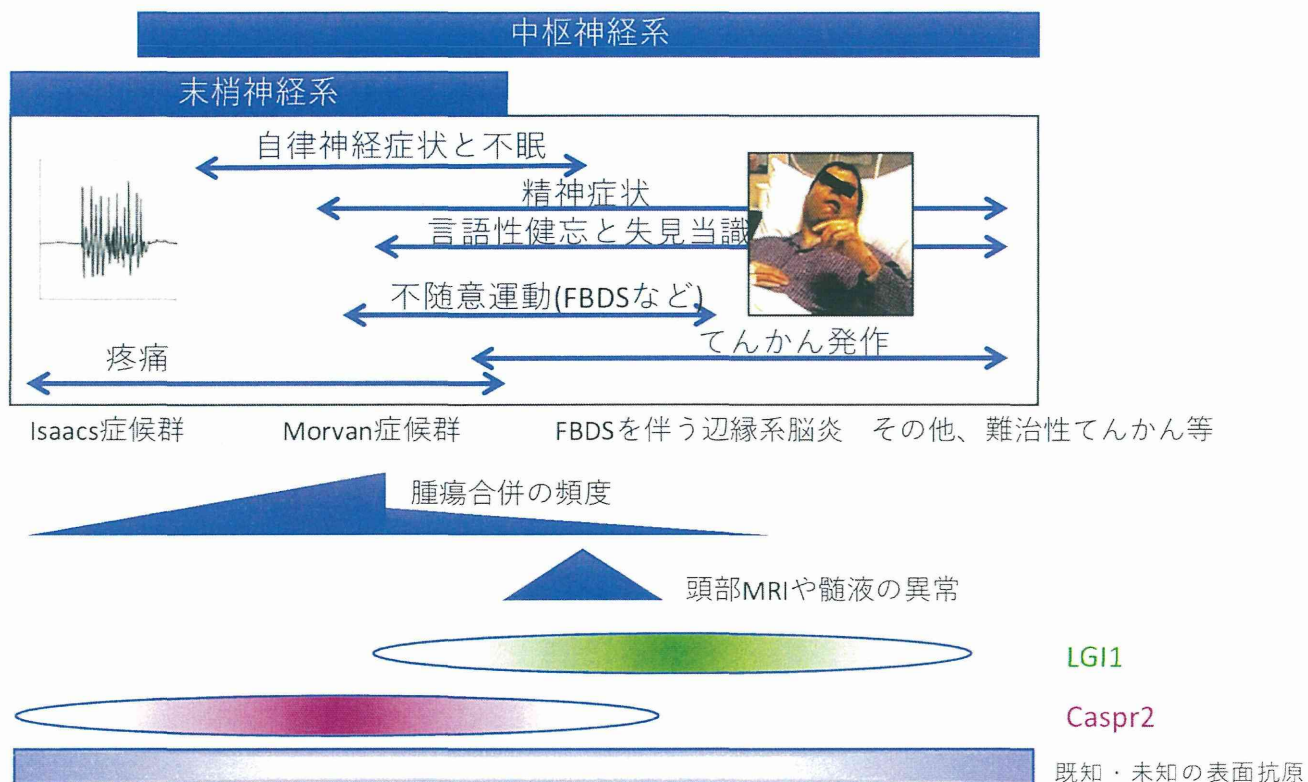 中枢神経系
末梢神経系
自律神経症状と不眠
精神症状
言語性健忘と失見当識
不随意運動(FBDSなど)
てんかん発作
疼痛
Isaacs症候群 Morvan症候群 FBDSを伴う辺縁系脳炎 その他、難治性てんかん等
腫瘍合併の頻度
頭部MRIや髄液の異常
LGI1
Caspr2
既知・未知の表面抗原